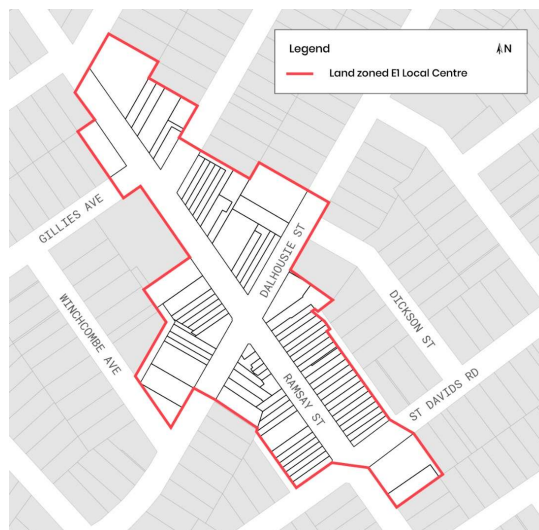 Legend
N
Land zoned E1 Local Centre
GILLIES AVE
DALHOUSIE ST
WINCHCOMBE AVE
DICKSON ST
RAMSAY ST
ST DAVIDS RD